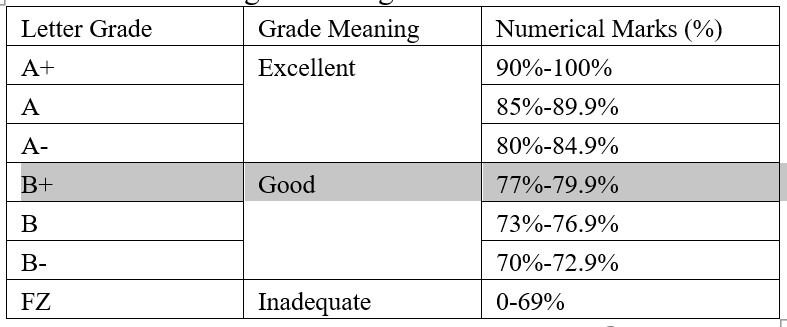 Letter Grade Grade Meaning Numerical Marks (%)
A+ Excellent 90%-100%
A 85%-89.9%
A- 80%-84.9%
B+ Good 77%-79.9%
B 73%-76.9%
B- 70%-72.9%
FZ Inadequate 0-69%